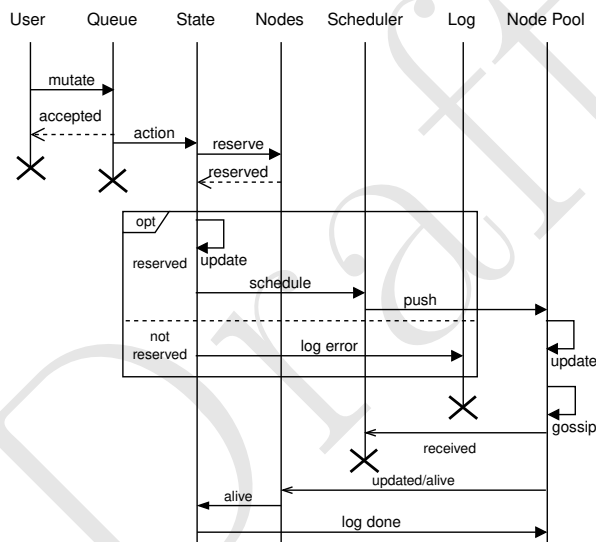 User Queue State Nodes Scheduler Log Node Pool
mutate
accepted
action
reserve
reserved
opt
update
reserved
schedule
push
not
reserved
log error
update
gossip
received
updated/alive
alive
log done
Draft